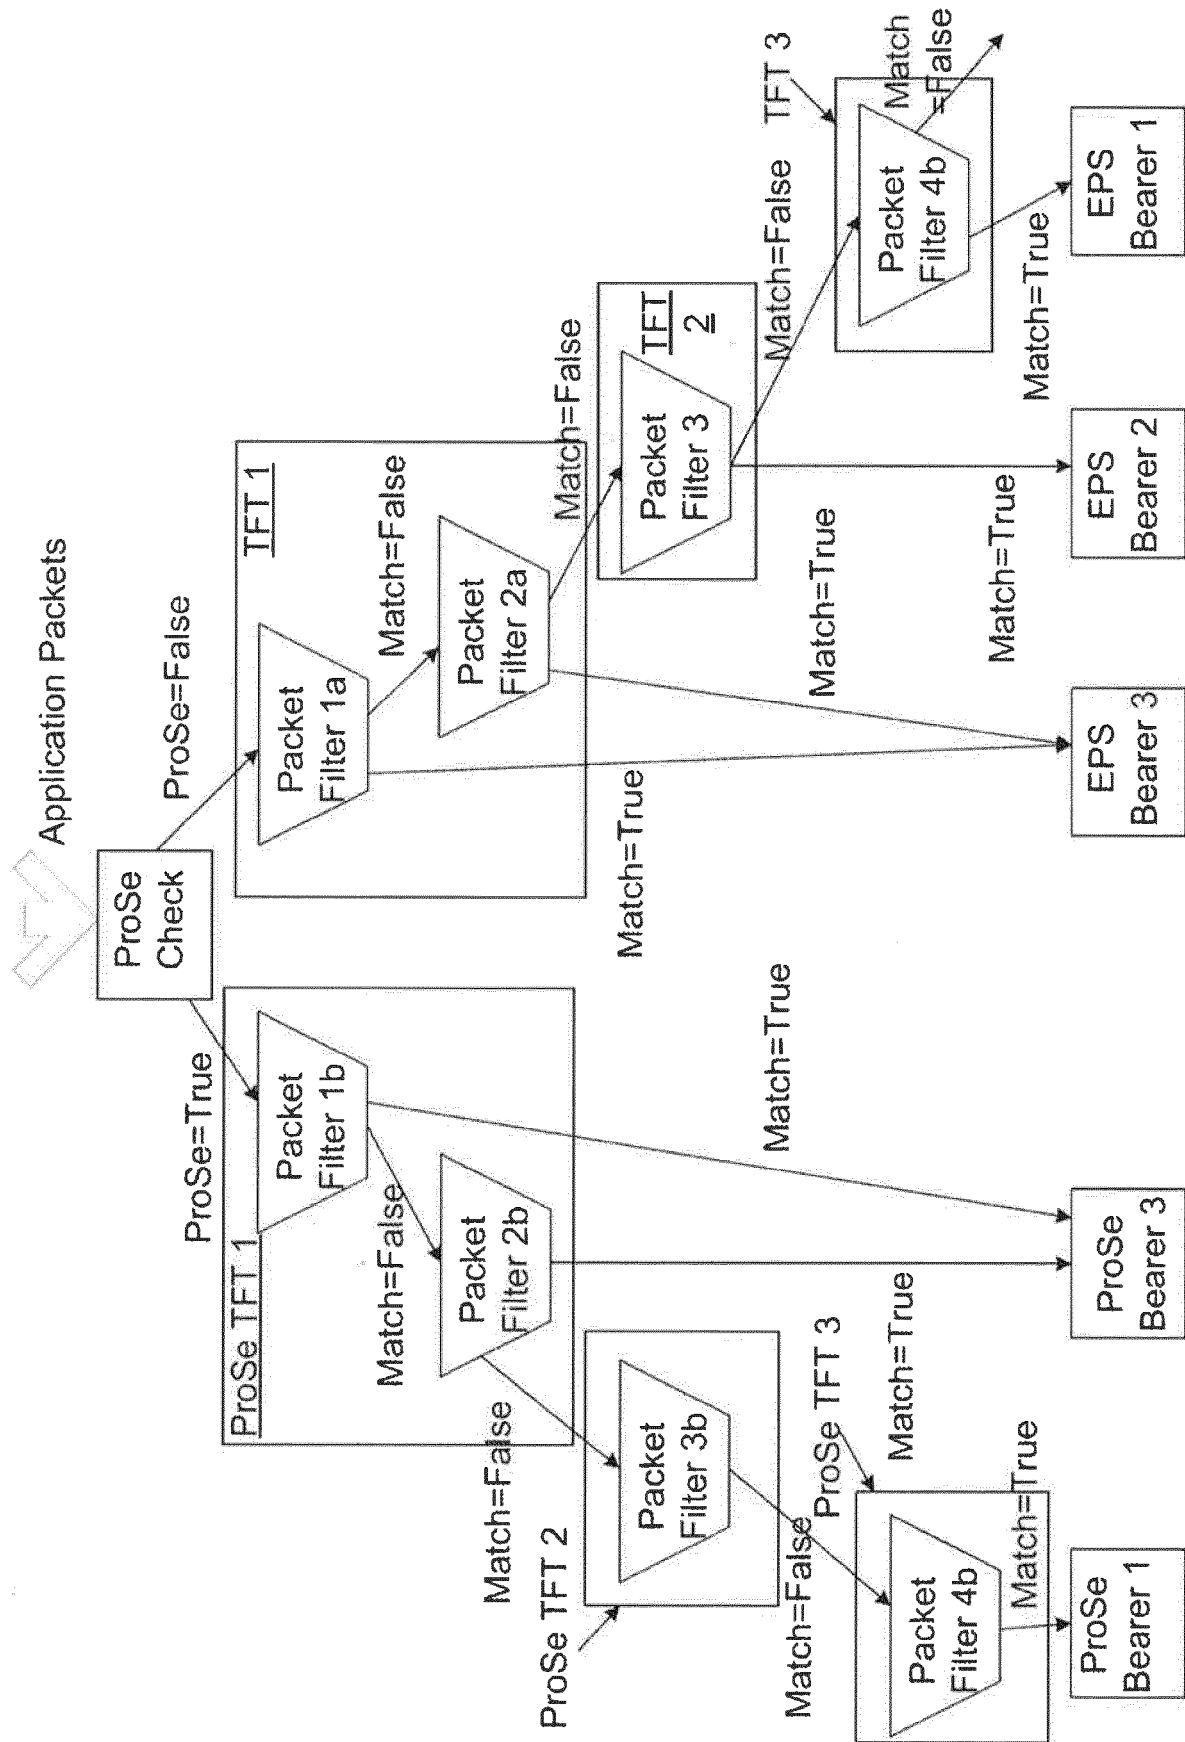 Application Packets
ProSe
Check
ProSe=True
ProSe=False
ProSe TFT 1
Packet
Filter 1b
Match=False
Packet
Filter 2b
TFT 1
Packet
Filter 1a
Match=False
Packet
Filter 2a
Match=False
ProSe TFT 2
Packet
Filter 3b
Match=False
Match=True
Match=True
Match=False
TFT
2
Packet
Filter 3
Match=False
ProSe TFT 3
Match=True
Packet
Filter 4b
Match=True
Match=True
Match=True
TFT 3
Packet
Filter 4b
Match
=False
Match=True
ProSe
Bearer 1
ProSe
Bearer 3
EPS
Bearer 3
EPS
Bearer 2
EPS
Bearer 1